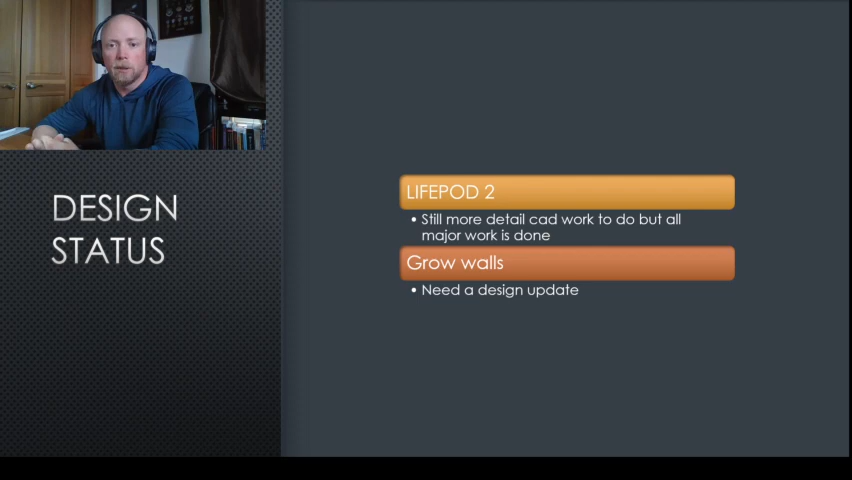 DESIGN
STATUS
LIFEPOD 2
• Still more detail cad work to do but all
major work is done
Grow walls
• Need a design update